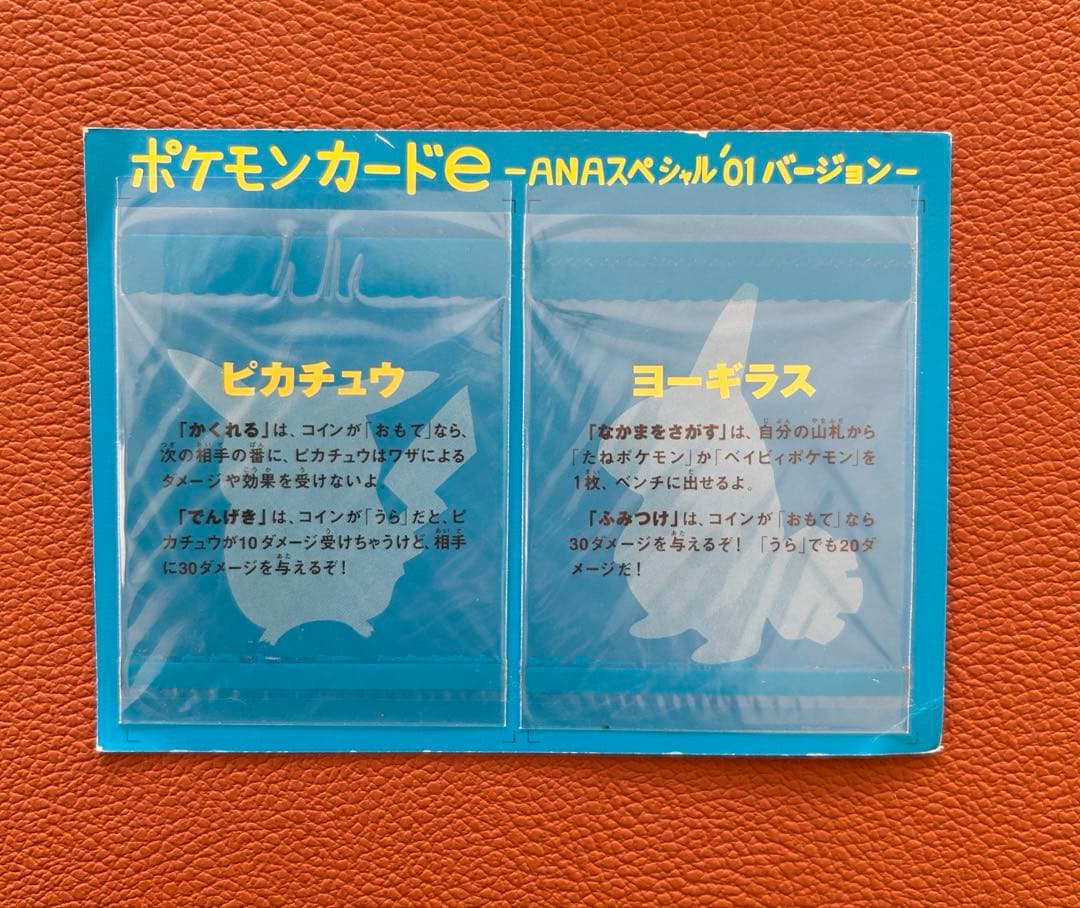 ポケモンカードe -ANAスペシャル'01バージョン-
ピカチュウ
「かくれる」は、コインが「おもて」なら、
次の相手の番に、ピカチュウはワザによる
ダメージや効果を受けないよ。
「でんげき」は、コインが「うら」だと、ピ
カチュウが10ダメージ受けちゃうけど、相手
に30ダメージを与えるぞ!
ヨーギラス
「なかまをさがす」は、自分の山札から
「たねポケモン」か「ベイビィポケモン」を
1枚、ベンチに出せるよ。
「ふみつけ」は、コインが「おもて」なら
30ダメージを与えるぞ! 「うら」でも20ダ
メージだ!